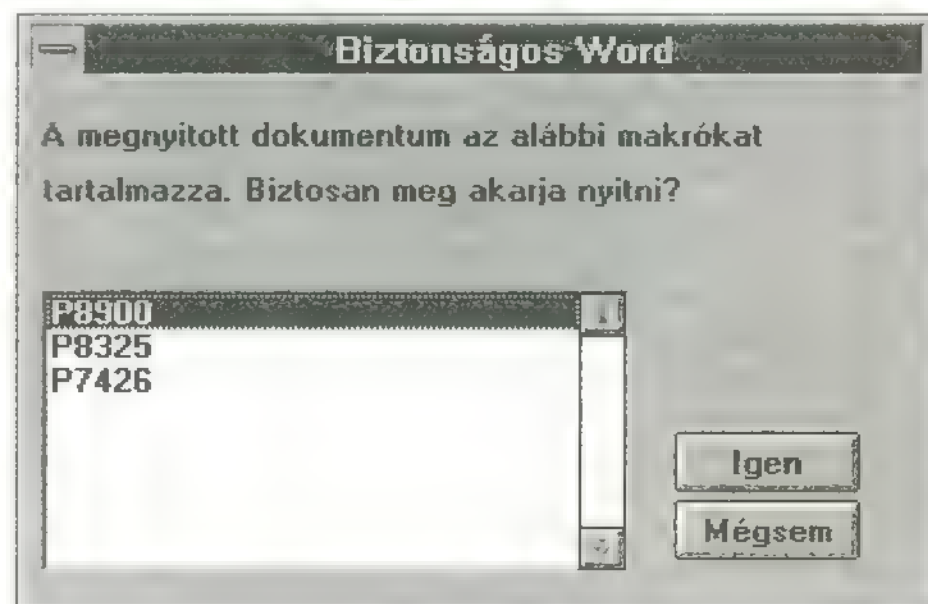 Biztonságos Word
A megnyitott dokumentum az alábbi makrókat
tartalmazza. Biztosan meg akarja nyitni?
P8900
P8325
P7426
Igen
Mégsem